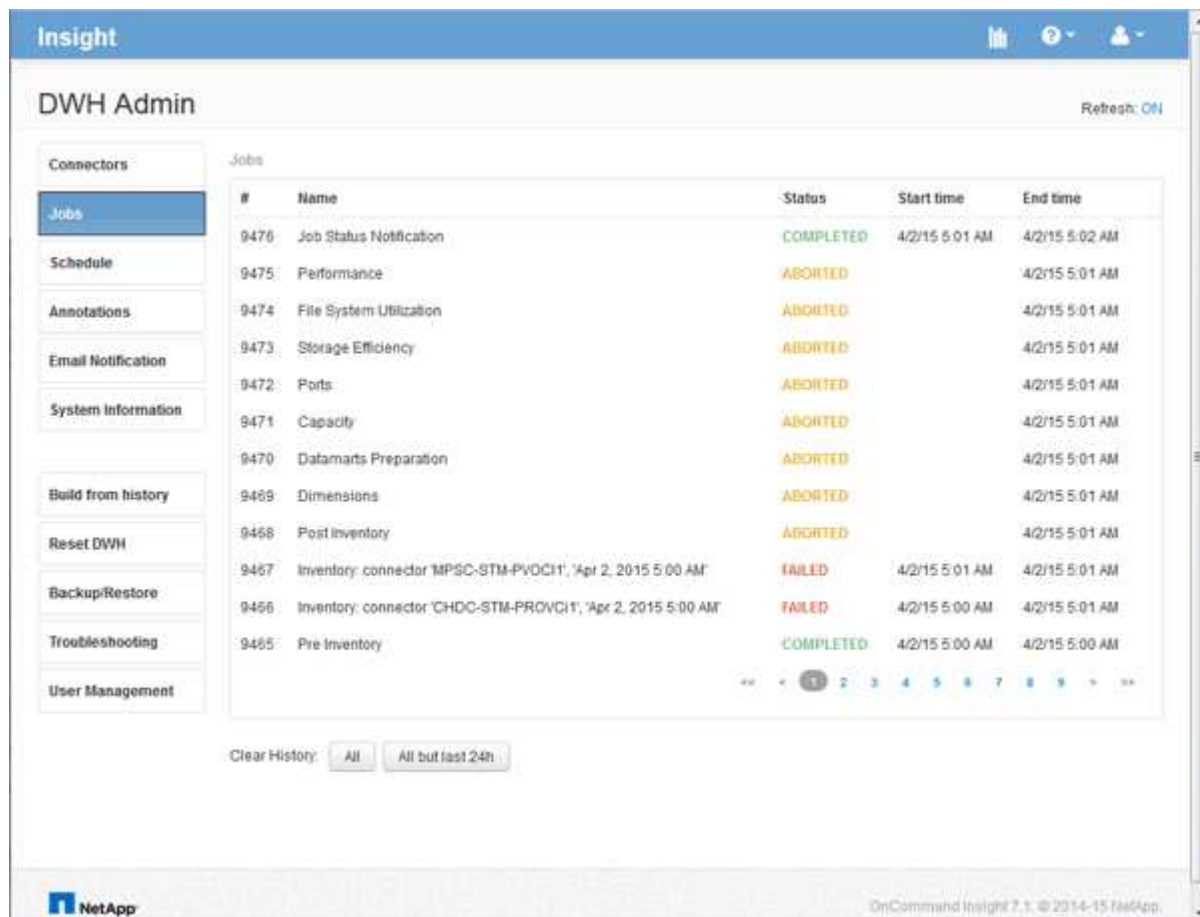 Insight
DWH Admin
Refresh: ON
Connectors
Jobs
Schedule
Annotations
Email Notification
System Information
Build from history
Reset DWH
Backup/Restore
Troubleshooting
User Management
Jobs
# Name Status Start time End time
9476 Job Status Notification COMPLETED 4/2/15 5:01 AM 4/2/15 5:02 AM
9475 Performance ABORTED 4/2/15 5:01 AM
9474 File System Utilization ABORTED 4/2/15 5:01 AM
9473 Storage Efficiency ABORTED 4/2/15 5:01 AM
9472 Ports ABORTED 4/2/15 5:01 AM
9471 Capacity ABORTED 4/2/15 5:01 AM
9470 Datamarts Preparation ABORTED 4/2/15 5:01 AM
9469 Dimensions ABORTED 4/2/15 5:01 AM
9468 Post Inventory ABORTED 4/2/15 5:01 AM
9467 Inventory: connector 'MPSC-STM-PVOCI1', 'Apr 2, 2015 5:00 AM' FAILED 4/2/15 5:01 AM 4/2/15 5:01 AM
9466 Inventory: connector 'CHDC-STM-PROVCI1', 'Apr 2, 2015 5:00 AM' FAILED 4/2/15 5:00 AM 4/2/15 5:01 AM
9465 Pre Inventory COMPLETED 4/2/15 5:00 AM 4/2/15 5:00 AM
<< < 1 2 3 4 5 6 7 8 9 > >>
Clear History: All All but last 24h
NetApp
OnCommand Insight 7.1. © 2014-15 NetApp.